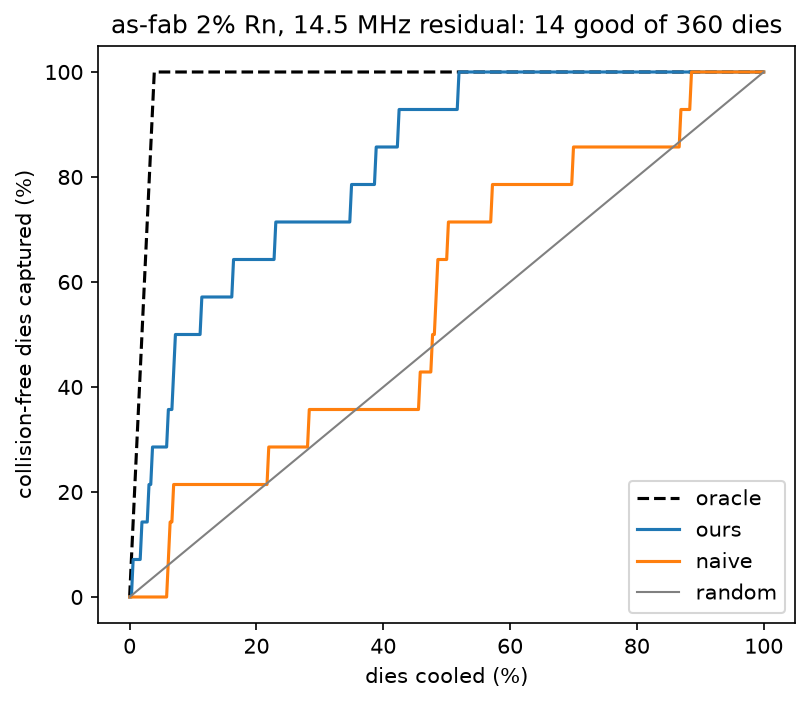 as-fab 2% Rn, 14.5 MHz residual: 14 good of 360 dies
collision-free dies captured (%)
100
80
60
40
20
0
0 20 40 60 80 100
dies cooled (%)
oracle
ours
naive
random